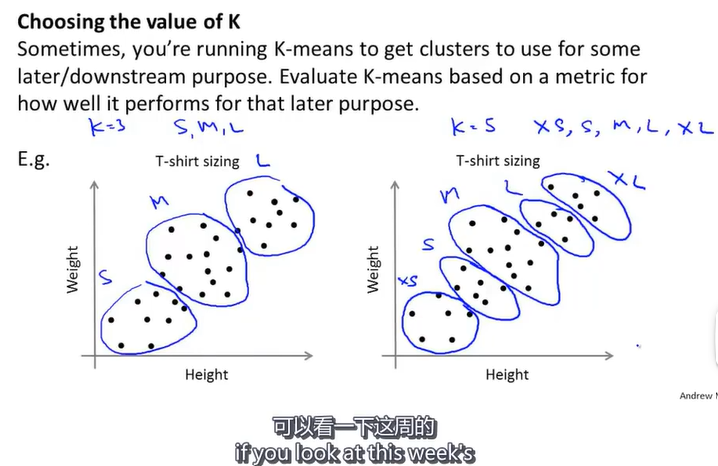 Choosing the value of K
Sometimes, you're running K-means to get clusters to use for some
later/downstream purpose. Evaluate K-means based on a metric for
how well it performs for that later purpose.
K=3 S, M, L
K=5 XS, S, M, L, XL
E.g.
T-shirt sizing
L
M
S
Weight
Height
T-shirt sizing
XL
L
M
S
XS
Weight
Height
Andrew
可以看一下这周的
if you look at this week's